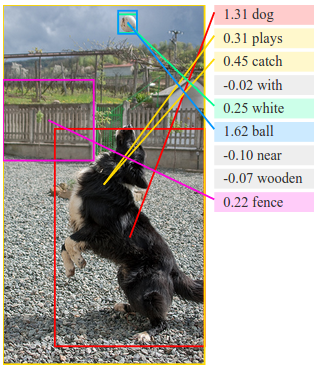 1.31 dog
0.31 plays
0.45 catch
-0.02 with
0.25 white
1.62 ball
-0.10 near
-0.07 wooden
0.22 fence